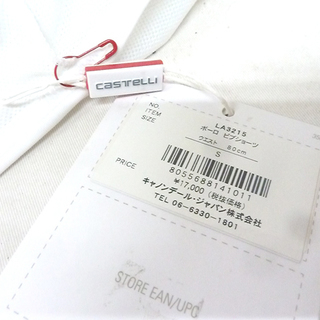 CASTELLI
NO. LA3215
ITEM ポーロ ビブショーツ
SIZE ウエスト 80cm
S
PRICE
8055688141011
¥17,000 (税抜価格)
キャノンデール・ジャパン株式会社
TEL 06-6330-1801
STORE EAN/UPC